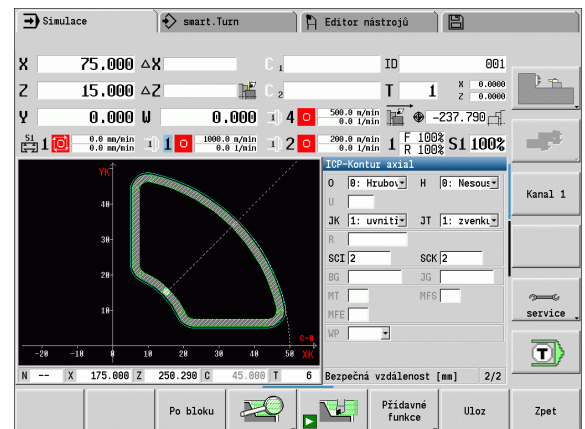 Simulace smart.Turn Editor nástrojů
X 75.000 △X C 1 ID 001
Z 15.000 △Z C 2 T 1 X 0.0000
Z 0.0000
Y 0.000 W 0.000 4 500.0 m/min
0.0 1/min -237.790
S1 1 0.0 mm/min
0.0 mm/min 1 1000.0 m/min
0.0 1/min 2 200.0 m/min
0.0 1/min 1 F 100%
R 100% S1 100%
ICP-Kontur axial
O 0: Hrubov H 0: Nesous
U
JK 1: uvniti JT 1: zvenku
R
SCI 2 SCK 2
BG JG
MT MFS
MFE
WP
YK
40
30
20
10
C-0
-20 -10 0 10 20 30 40 50 XK
N -- X 175.000 Z 250.290 C 45.000 T 6
Bezpečná vzdálenost [mm] 2/2
Kanal 1
service
T
Po bloku Přídavné
funkce Uloz Zpet